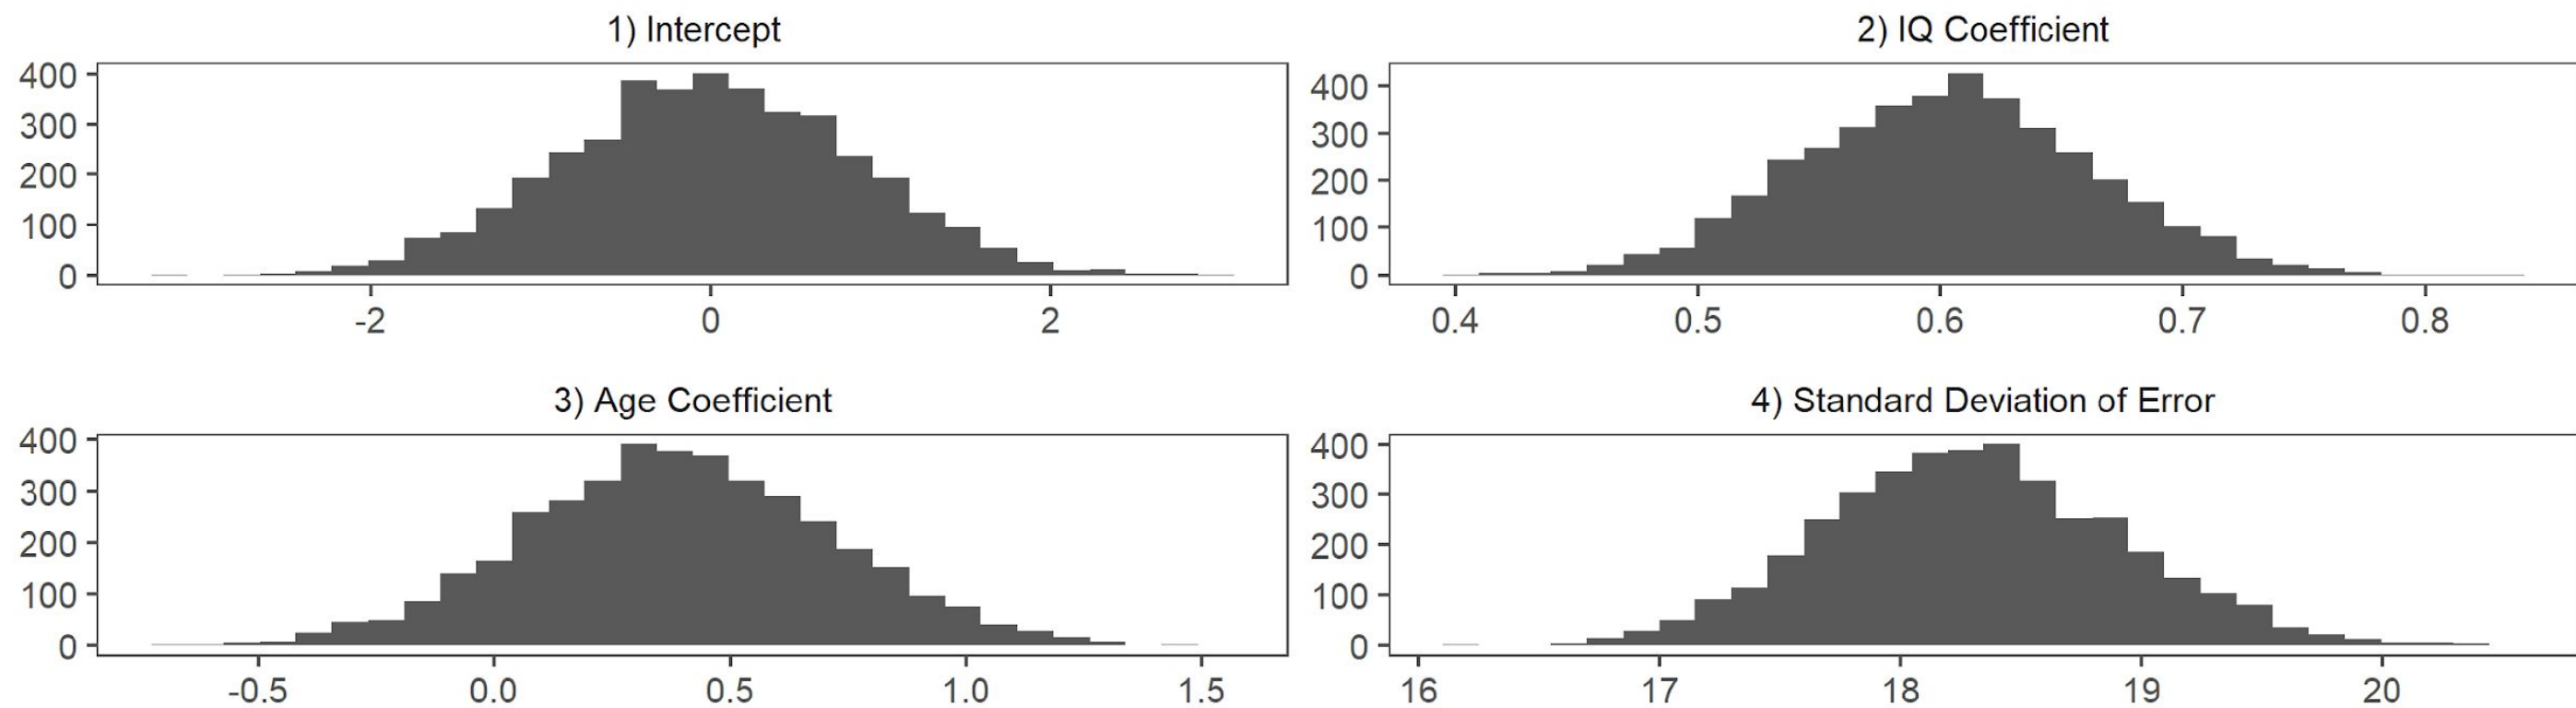 1) Intercept
400
300
200
100
0
-2 0 2
2) IQ Coefficient
400
300
200
100
0
0.4 0.5 0.6 0.7 0.8
3) Age Coefficient
400
300
200
100
0
-0.5 0.0 0.5 1.0 1.5
4) Standard Deviation of Error
400
300
200
100
0
16 17 18 19 20